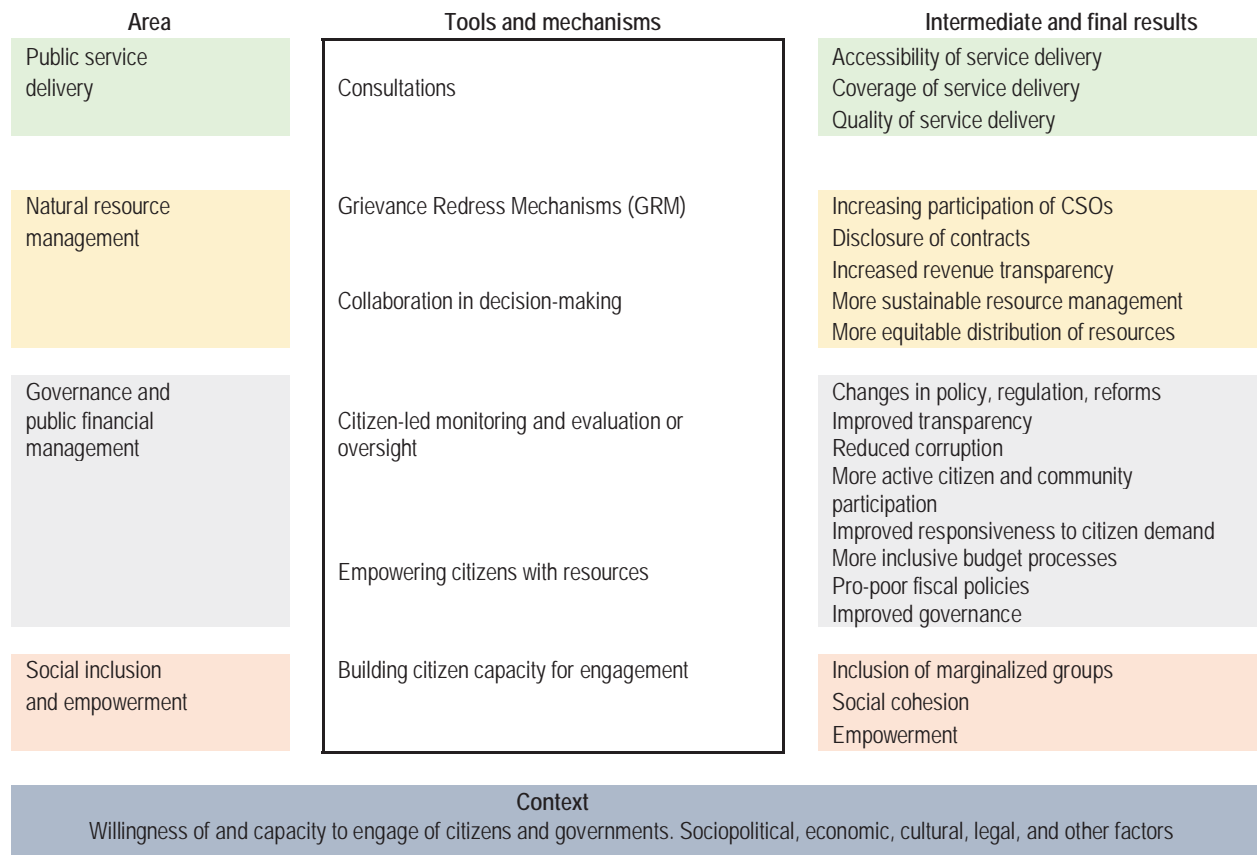 Area
Tools and mechanisms
Intermediate and final results
Public service
delivery
Consultations
Accessibility of service delivery
Coverage of service delivery
Quality of service delivery
Natural resource
management
Grievance Redress Mechanisms (GRM)
Collaboration in decision-making
Increasing participation of CSOs
Disclosure of contracts
Increased revenue transparency
More sustainable resource management
More equitable distribution of resources
Governance and
public financial
management
Citizen-led monitoring and evaluation or
oversight
Empowering citizens with resources
Changes in policy, regulation, reforms
Improved transparency
Reduced corruption
More active citizen and community
participation
Improved responsiveness to citizen demand
More inclusive budget processes
Pro-poor fiscal policies
Improved governance
Social inclusion
and empowerment
Building citizen capacity for engagement
Inclusion of marginalized groups
Social cohesion
Empowerment
Context
Willingness of and capacity to engage of citizens and governments. Sociopolitical, economic, cultural, legal, and other factors